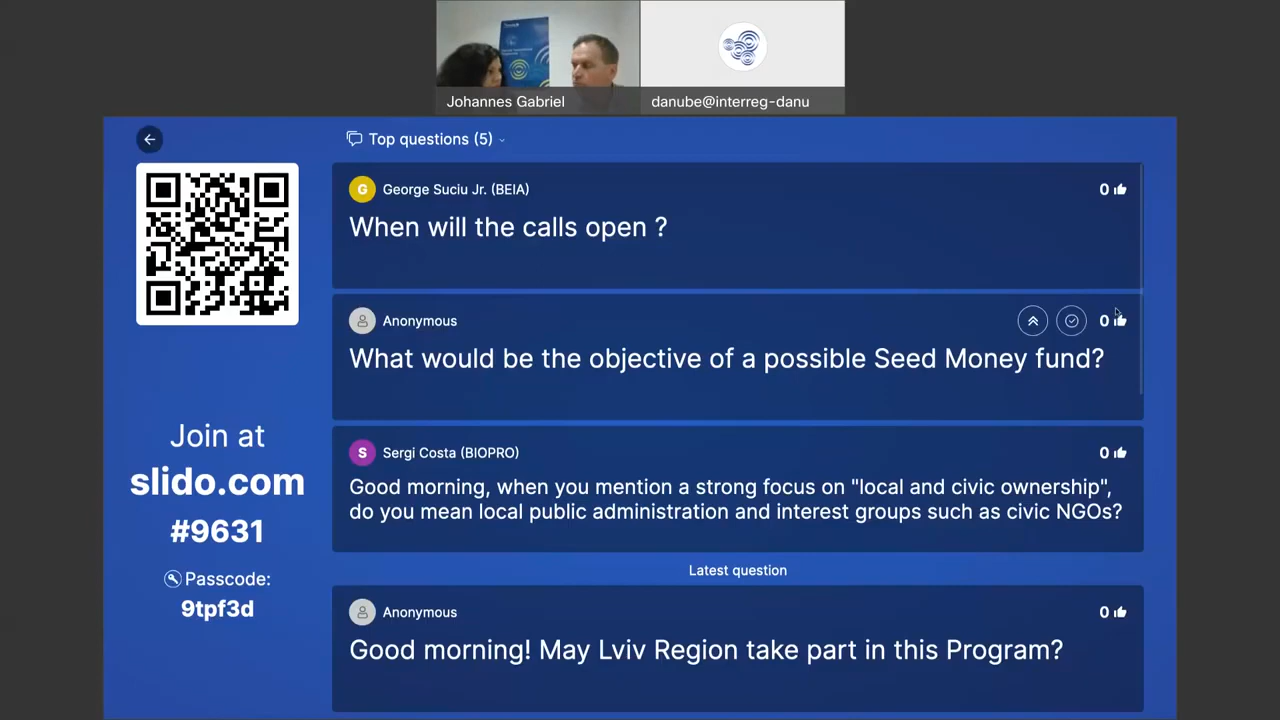 Johannes Gabriel
danube@interreg-danu
Top questions (5)
G
George Suciu Jr. (BEIA)
0
When will the calls open ?
Anonymous
0
What would be the objective of a possible Seed Money fund?
S
Sergi Costa (BIOPRO)
0
Good morning, when you mention a strong focus on "local and civic ownership",
do you mean local public administration and interest groups such as civic NGOs?
Latest question
Anonymous
0
Good morning! May Lviv Region take part in this Program?
Join at
slido.com
#9631
Passcode:
9tpf3d